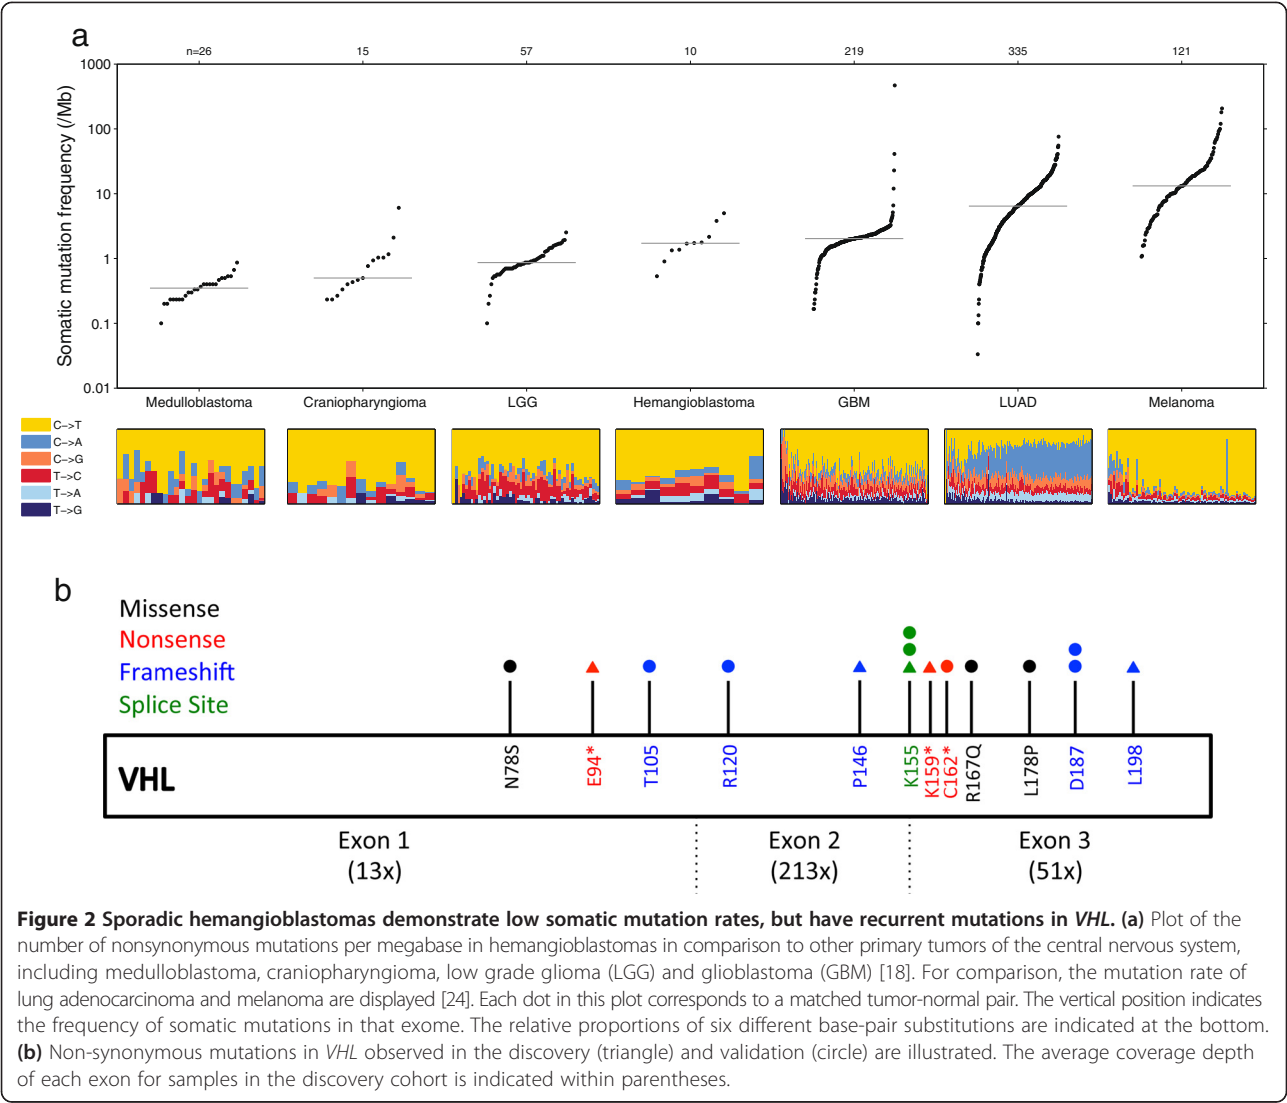 a
n=26 15 57 10 219 335 121
Somatic mutation frequency (/Mb)
1000
100
10
1
0.1
0.01
Medulloblastoma Craniopharyngioma LGG Hemangioblastoma GBM LUAD Melanoma
C->T
C->A
C->G
T->C
T->A
T->G
b
Missense
Nonsense
Frameshift
Splice Site
VHL
N78S E94* T105 R120 P146 K155 K159* C162* R167Q L178P D187 L198
Exon 1 Exon 2 Exon 3
(13x) (213x) (51x)
Figure 2 Sporadic hemangioblastomas demonstrate low somatic mutation rates, but have recurrent mutations in VHL. (a) Plot of the
number of nonsynonymous mutations per megabase in hemangioblastomas in comparison to other primary tumors of the central nervous system,
including medulloblastoma, craniopharyngioma, low grade glioma (LGG) and glioblastoma (GBM) [18]. For comparison, the mutation rate of
lung adenocarcinoma and melanoma are displayed [24]. Each dot in this plot corresponds to a matched tumor-normal pair. The vertical position indicates
the frequency of somatic mutations in that exome. The relative proportions of six different base-pair substitutions are indicated at the bottom.
(b) Non-synonymous mutations in VHL observed in the discovery (triangle) and validation (circle) are illustrated. The average coverage depth
of each exon for samples in the discovery cohort is indicated within parentheses.